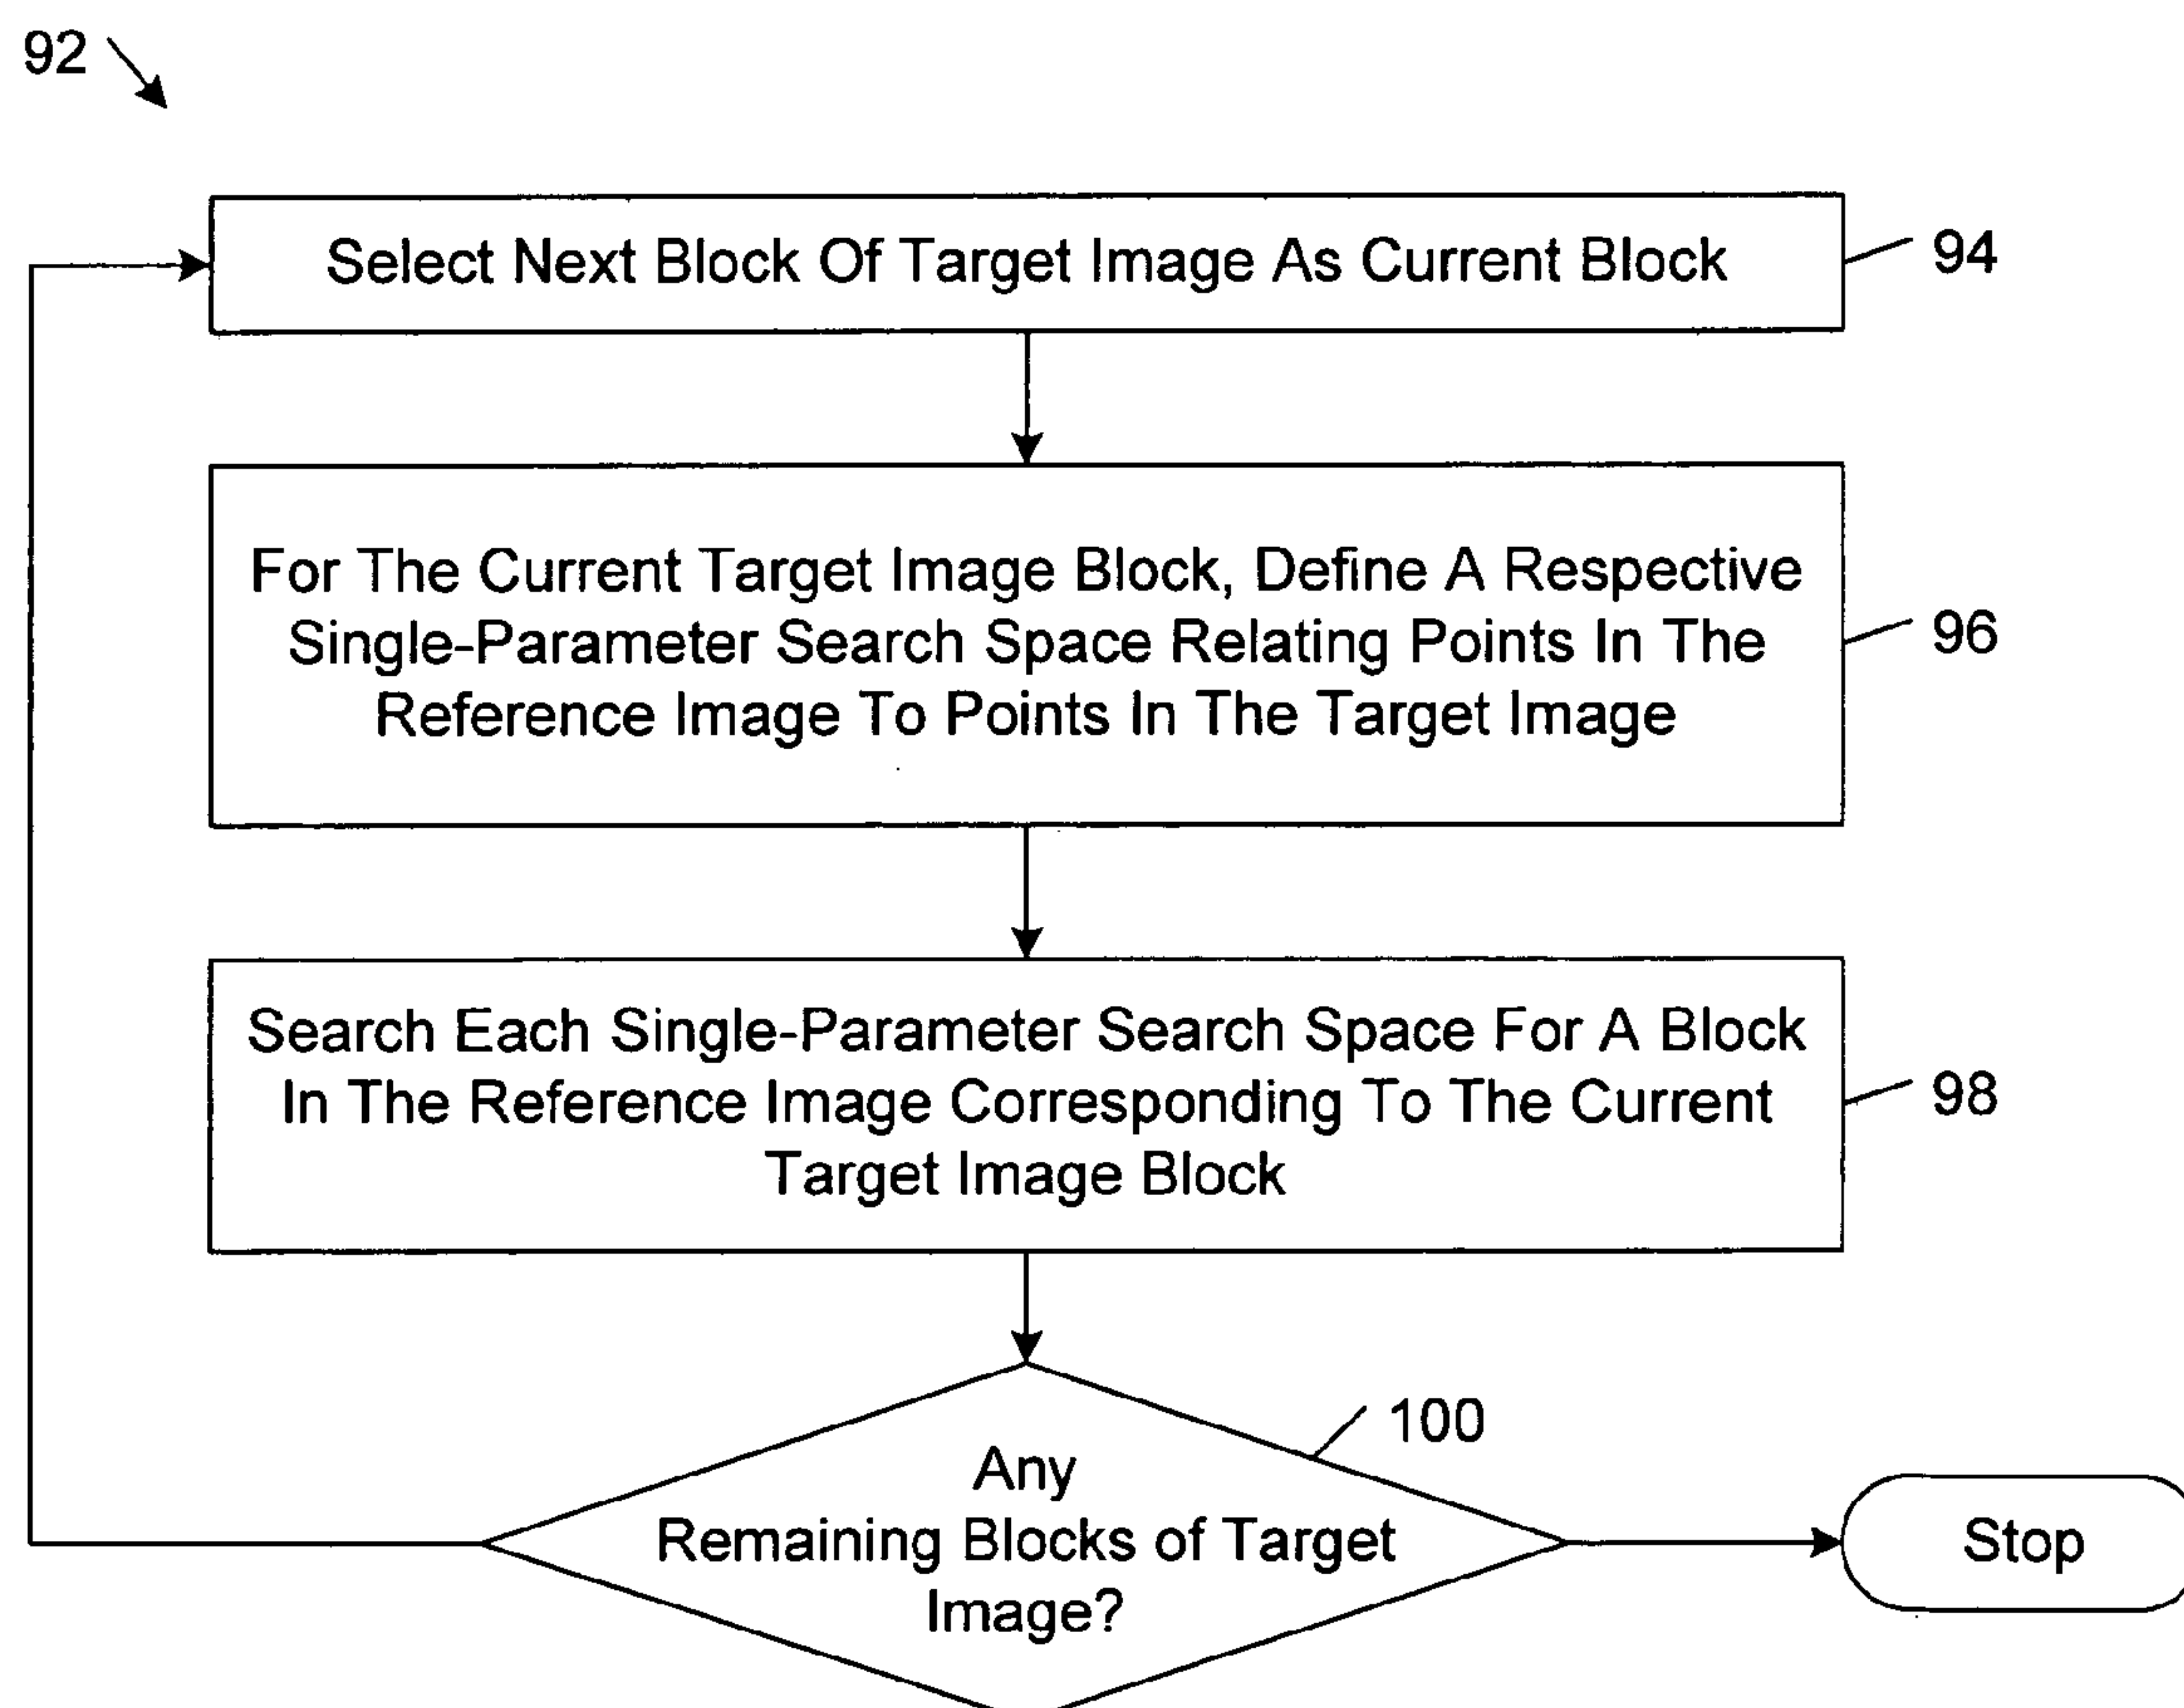 92
Select Next Block Of Target Image As Current Block
94
For The Current Target Image Block, Define A Respective
Single-Parameter Search Space Relating Points In The
Reference Image To Points In The Target Image
96
Search Each Single-Parameter Search Space For A Block
In The Reference Image Corresponding To The Current
Target Image Block
98
100
Any
Remaining Blocks of Target
Image?
Stop